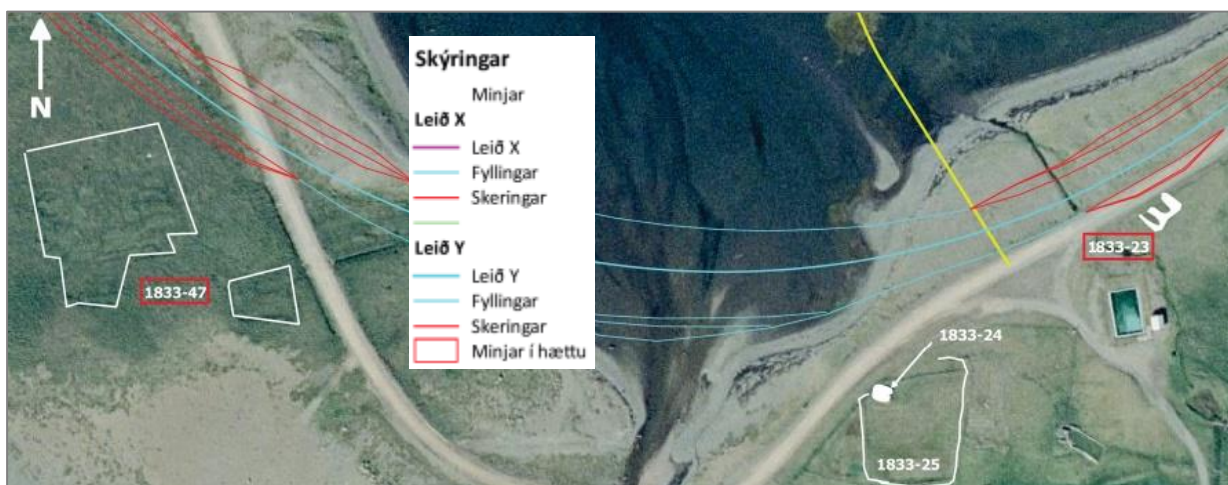 N
Skýringar
Minjar
Leið X
Leið X
Fyllingar
Skeringar
Leið Y
Leið Y
Fyllingar
Skeringar
Minjar í hættu
1833-47
1833-23
1833-24
1833-25